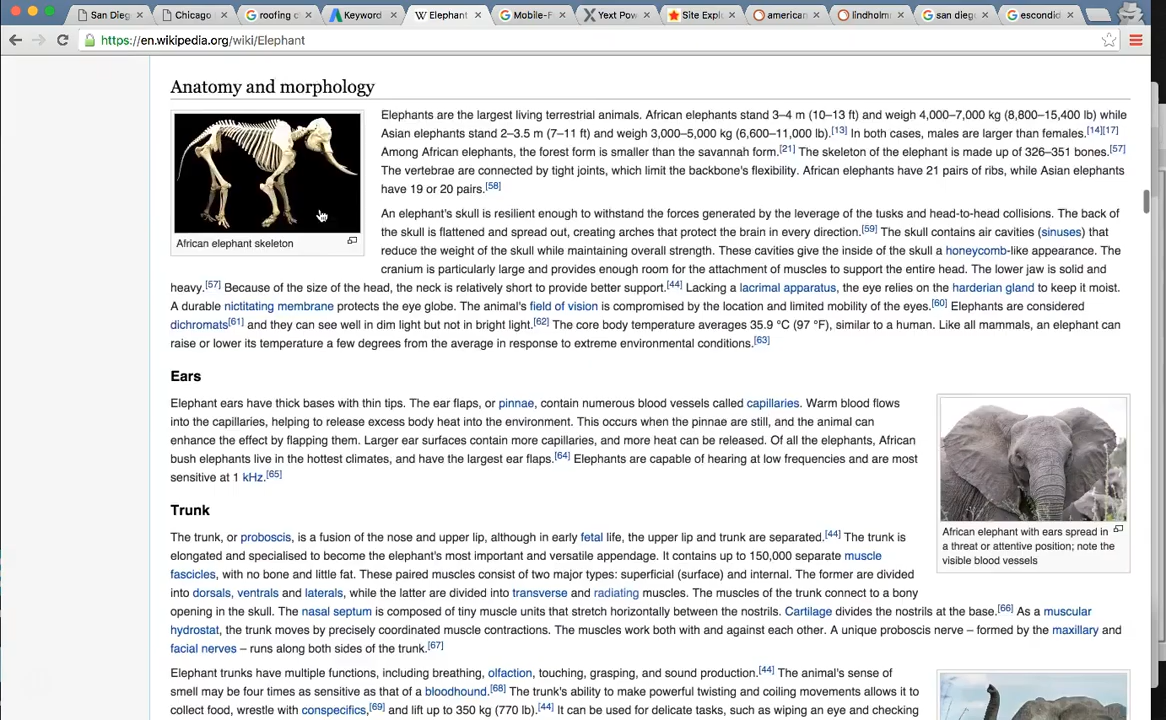 San Dieg
Chicago
roofing c
Keyword
Elephant
Mobile-F
Yext Pow
Site Expl
american
lindholm
san dieg
escondid
https://en.wikipedia.org/wiki/Elephant
Anatomy and morphology
Elephants are the largest living terrestrial animals. African elephants stand 3–4 m (10–13 ft) and weigh 4,000–7,000 kg (8,800–15,400 lb) while
Asian elephants stand 2–3.5 m (7–11 ft) and weigh 3,000–5,000 kg (6,600–11,000 lb).[13] In both cases, males are larger than females.[14][17]
Among African elephants, the forest form is smaller than the savannah form.[21] The skeleton of the elephant is made up of 326–351 bones.[57]
The vertebrae are connected by tight joints, which limit the backbone's flexibility. African elephants have 21 pairs of ribs, while Asian elephants
have 19 or 20 pairs.[58]
African elephant skeleton
An elephant's skull is resilient enough to withstand the forces generated by the leverage of the tusks and head-to-head collisions. The back of
the skull is flattened and spread out, creating arches that protect the brain in every direction.[59] The skull contains air cavities (sinuses) that
reduce the weight of the skull while maintaining overall strength. These cavities give the inside of the skull a honeycomb-like appearance. The
cranium is particularly large and provides enough room for the attachment of muscles to support the entire head. The lower jaw is solid and
heavy.[57] Because of the size of the head, the neck is relatively short to provide better support.[44] Lacking a lacrimal apparatus, the eye relies on the harderian gland to keep it moist.
A durable nictitating membrane protects the eye globe. The animal's field of vision is compromised by the location and limited mobility of the eyes.[60] Elephants are considered
dichromats[61] and they can see well in dim light but not in bright light.[62] The core body temperature averages 35.9 °C (97 °F), similar to a human. Like all mammals, an elephant can
raise or lower its temperature a few degrees from the average in response to extreme environmental conditions.[63]
Ears
Elephant ears have thick bases with thin tips. The ear flaps, or pinnae, contain numerous blood vessels called capillaries. Warm blood flows
into the capillaries, helping to release excess body heat into the environment. This occurs when the pinnae are still, and the animal can
enhance the effect by flapping them. Larger ear surfaces contain more capillaries, and more heat can be released. Of all the elephants, African
bush elephants live in the hottest climates, and have the largest ear flaps.[64] Elephants are capable of hearing at low frequencies and are most
sensitive at 1 kHz.[65]
African elephant with ears spread in
a threat or attentive position; note the
visible blood vessels
Trunk
The trunk, or proboscis, is a fusion of the nose and upper lip, although in early fetal life, the upper lip and trunk are separated.[44] The trunk is
elongated and specialised to become the elephant's most important and versatile appendage. It contains up to 150,000 separate muscle
fascicles, with no bone and little fat. These paired muscles consist of two major types: superficial (surface) and internal. The former are divided
into dorsals, ventrals and laterals, while the latter are divided into transverse and radiating muscles. The muscles of the trunk connect to a bony
opening in the skull. The nasal septum is composed of tiny muscle units that stretch horizontally between the nostrils. Cartilage divides the nostrils at the base.[66] As a muscular
hydrostat, the trunk moves by precisely coordinated muscle contractions. The muscles work both with and against each other. A unique proboscis nerve – formed by the maxillary and
facial nerves – runs along both sides of the trunk.[67]
Elephant trunks have multiple functions, including breathing, olfaction, touching, grasping, and sound production.[44] The animal's sense of
smell may be four times as sensitive as that of a bloodhound.[68] The trunk's ability to make powerful twisting and coiling movements allows it to
collect food, wrestle with conspecifics,[69] and lift up to 350 kg (770 lb).[44] It can be used for delicate tasks, such as wiping an eye and checking